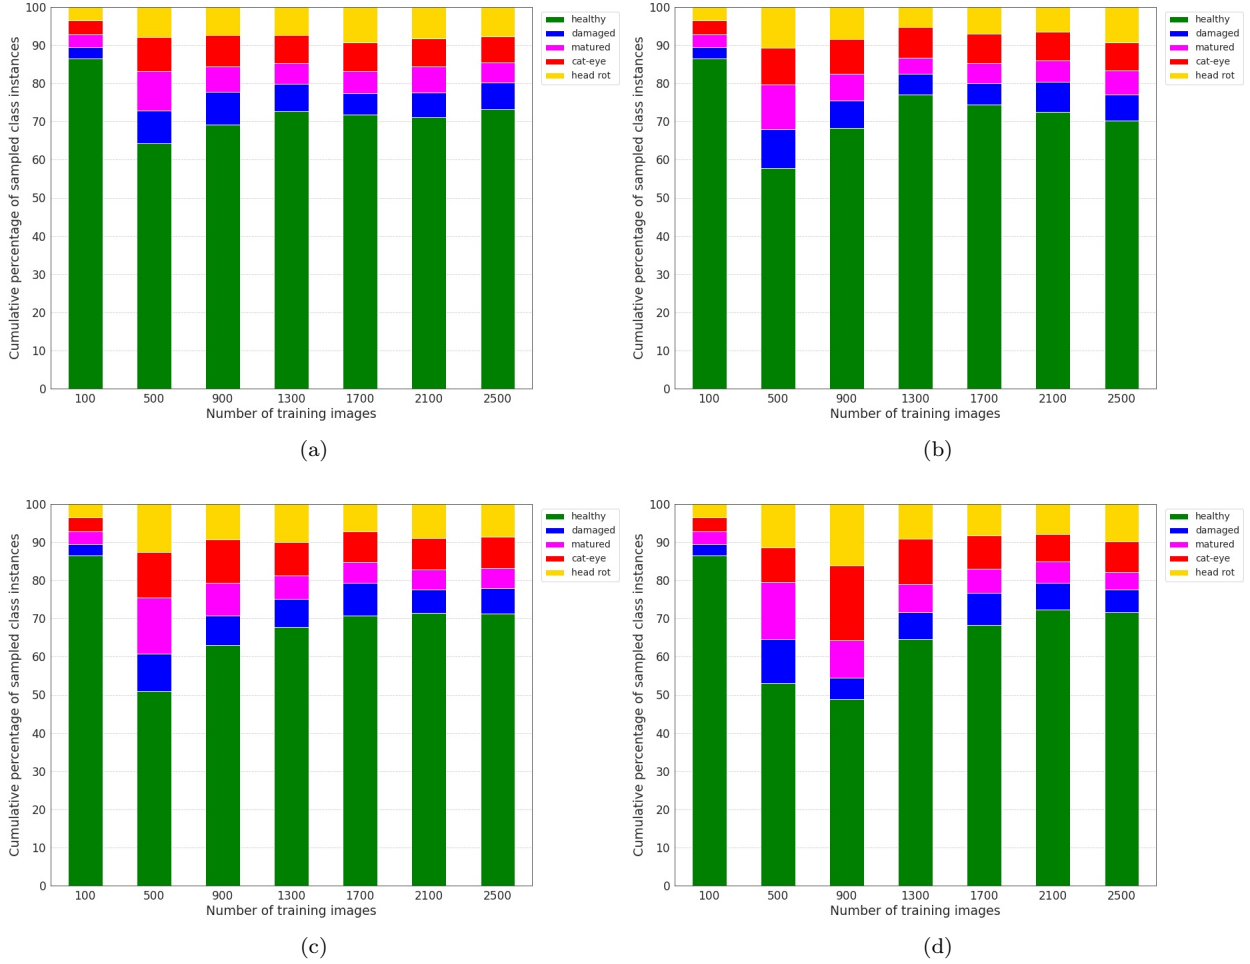 100
90
80
70
60
50
40
30
20
10
0
Cumulative percentage of sampled class instances
100 500 900 1300 1700 2100 2500
Number of training images
healthy
damaged
matured
cat-eye
head rot
(a)
100
90
80
70
60
50
40
30
20
10
0
Cumulative percentage of sampled class instances
100 500 900 1300 1700 2100 2500
Number of training images
healthy
damaged
matured
cat-eye
head rot
(b)
100
90
80
70
60
50
40
30
20
10
0
Cumulative percentage of sampled class instances
100 500 900 1300 1700 2100 2500
Number of training images
healthy
damaged
matured
cat-eye
head rot
(c)
100
90
80
70
60
50
40
30
20
10
0
Cumulative percentage of sampled class instances
100 500 900 1300 1700 2100 2500
Number of training images
healthy
damaged
matured
cat-eye
head rot
(d)